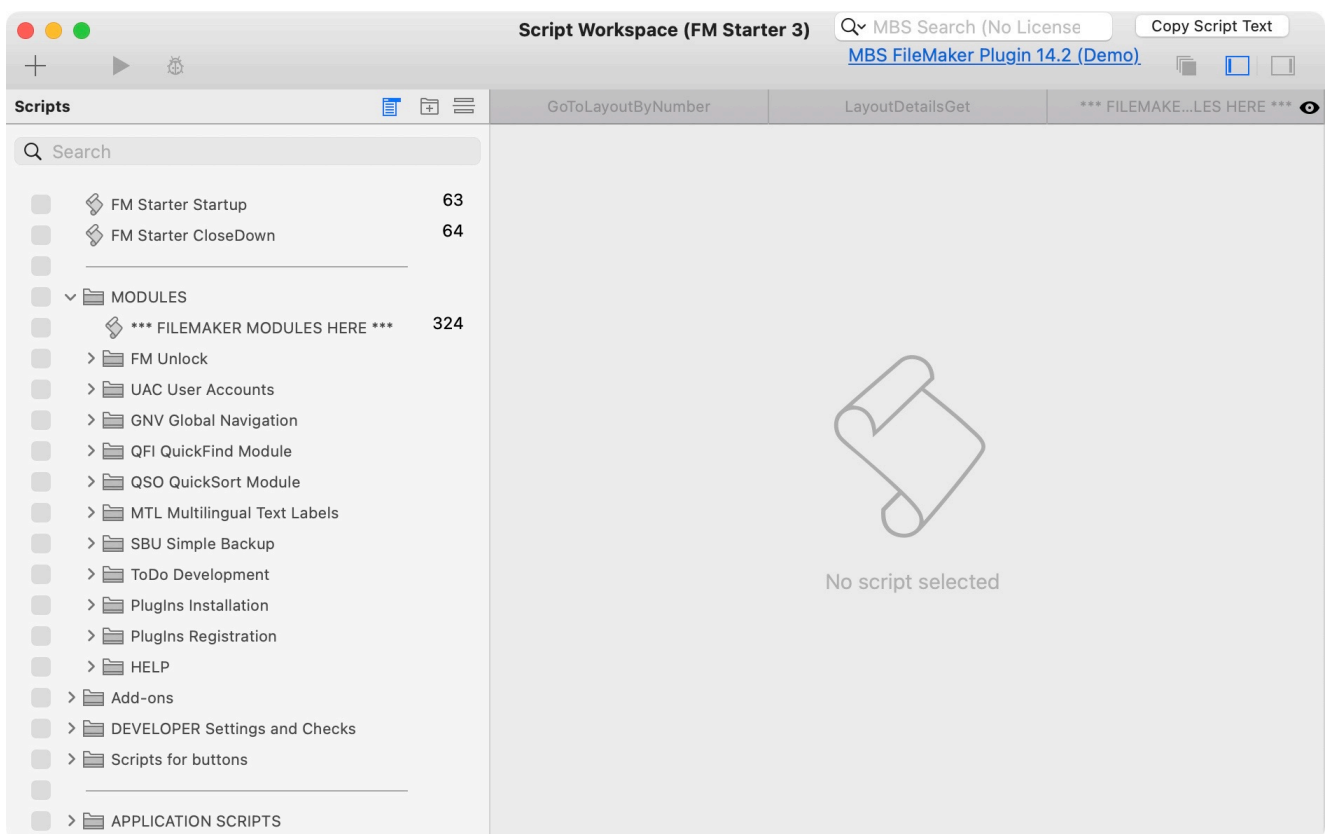 Script Workspace (FM Starter 3)
MBS Search (No License
Copy Script Text
MBS FileMaker Plugin 14.2 (Demo)
Scripts
GoToLayoutByNumber
LayoutDetailsGet
*** FILEMAKE...LES HERE ***
Search
FM Starter Startup 63
FM Starter CloseDown 64
MODULES
*** FILEMAKER MODULES HERE *** 324
FM Unlock
UAC User Accounts
GNV Global Navigation
QFI QuickFind Module
QSO QuickSort Module
MTL Multilingual Text Labels
SBU Simple Backup
ToDo Development
PlugIns Installation
PlugIns Registration
HELP
Add-ons
DEVELOPER Settings and Checks
Scripts for buttons
APPLICATION SCRIPTS
No script selected